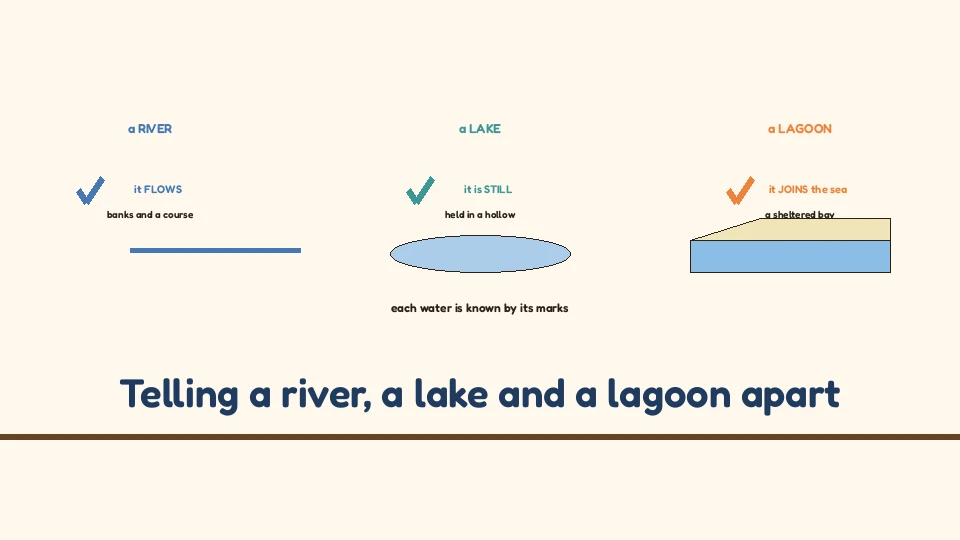 a RIVER
a LAKE
a LAGOON
it FLOWS
it is STILL
it JOINS the sea
banks and a course
held in a hollow
a sheltered bay
each water is known by its marks
Telling a river, a lake and a lagoon apart